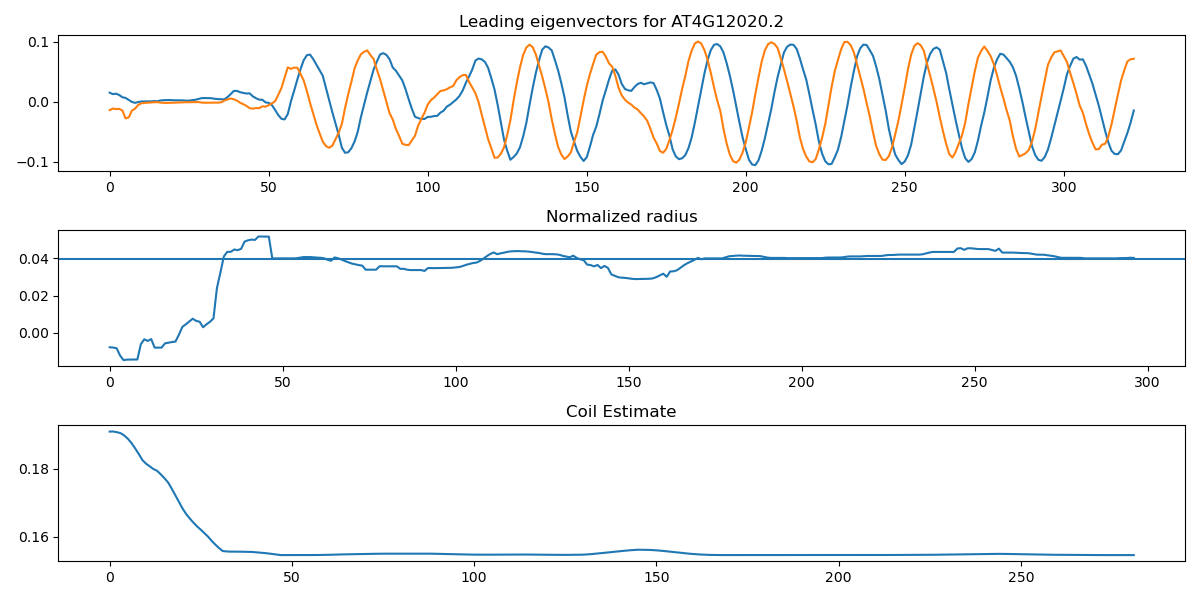 Leading eigenvectors for AT4G12020.2
0.1
0.0
−0.1
0 50 100 150 200 250 300
Normalized radius
0.04
0.02
0.00
0 50 100 150 200 250 300
Coil Estimate
0.18
0.16
0 50 100 150 200 250